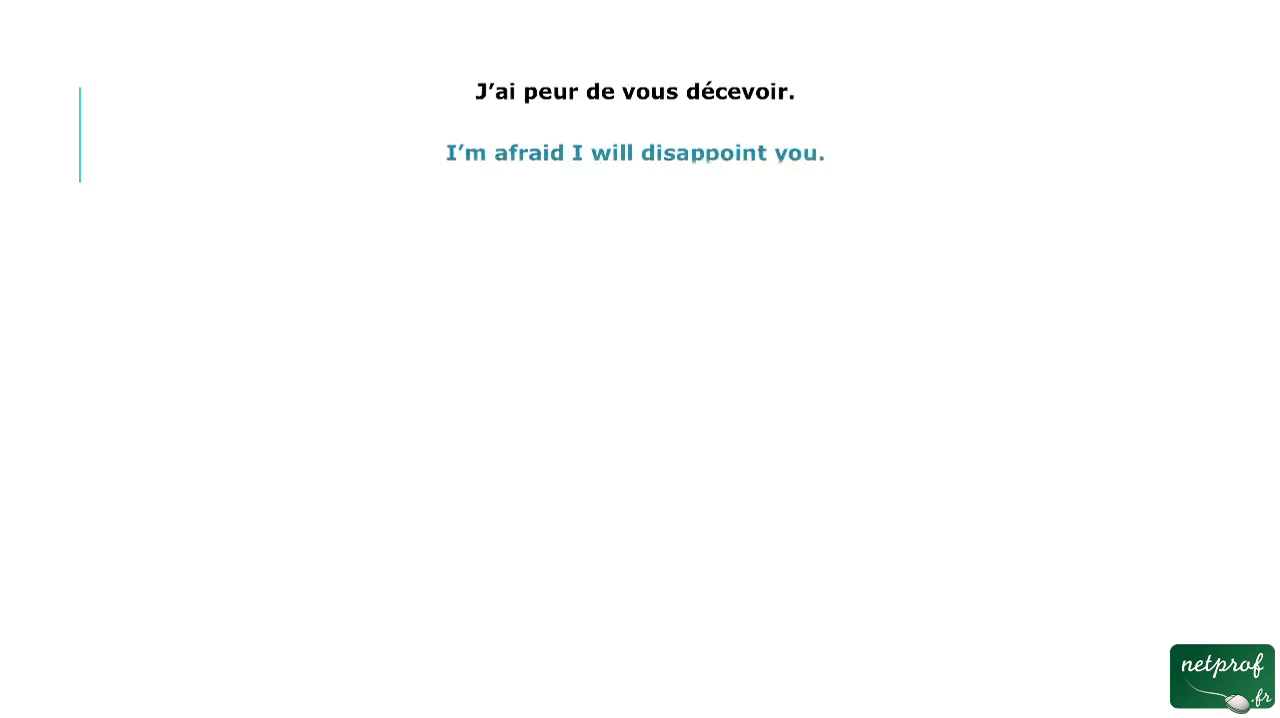 J’ai peur de vous décevoir.
I’m afraid I will disappoint you.
netprof
.fr